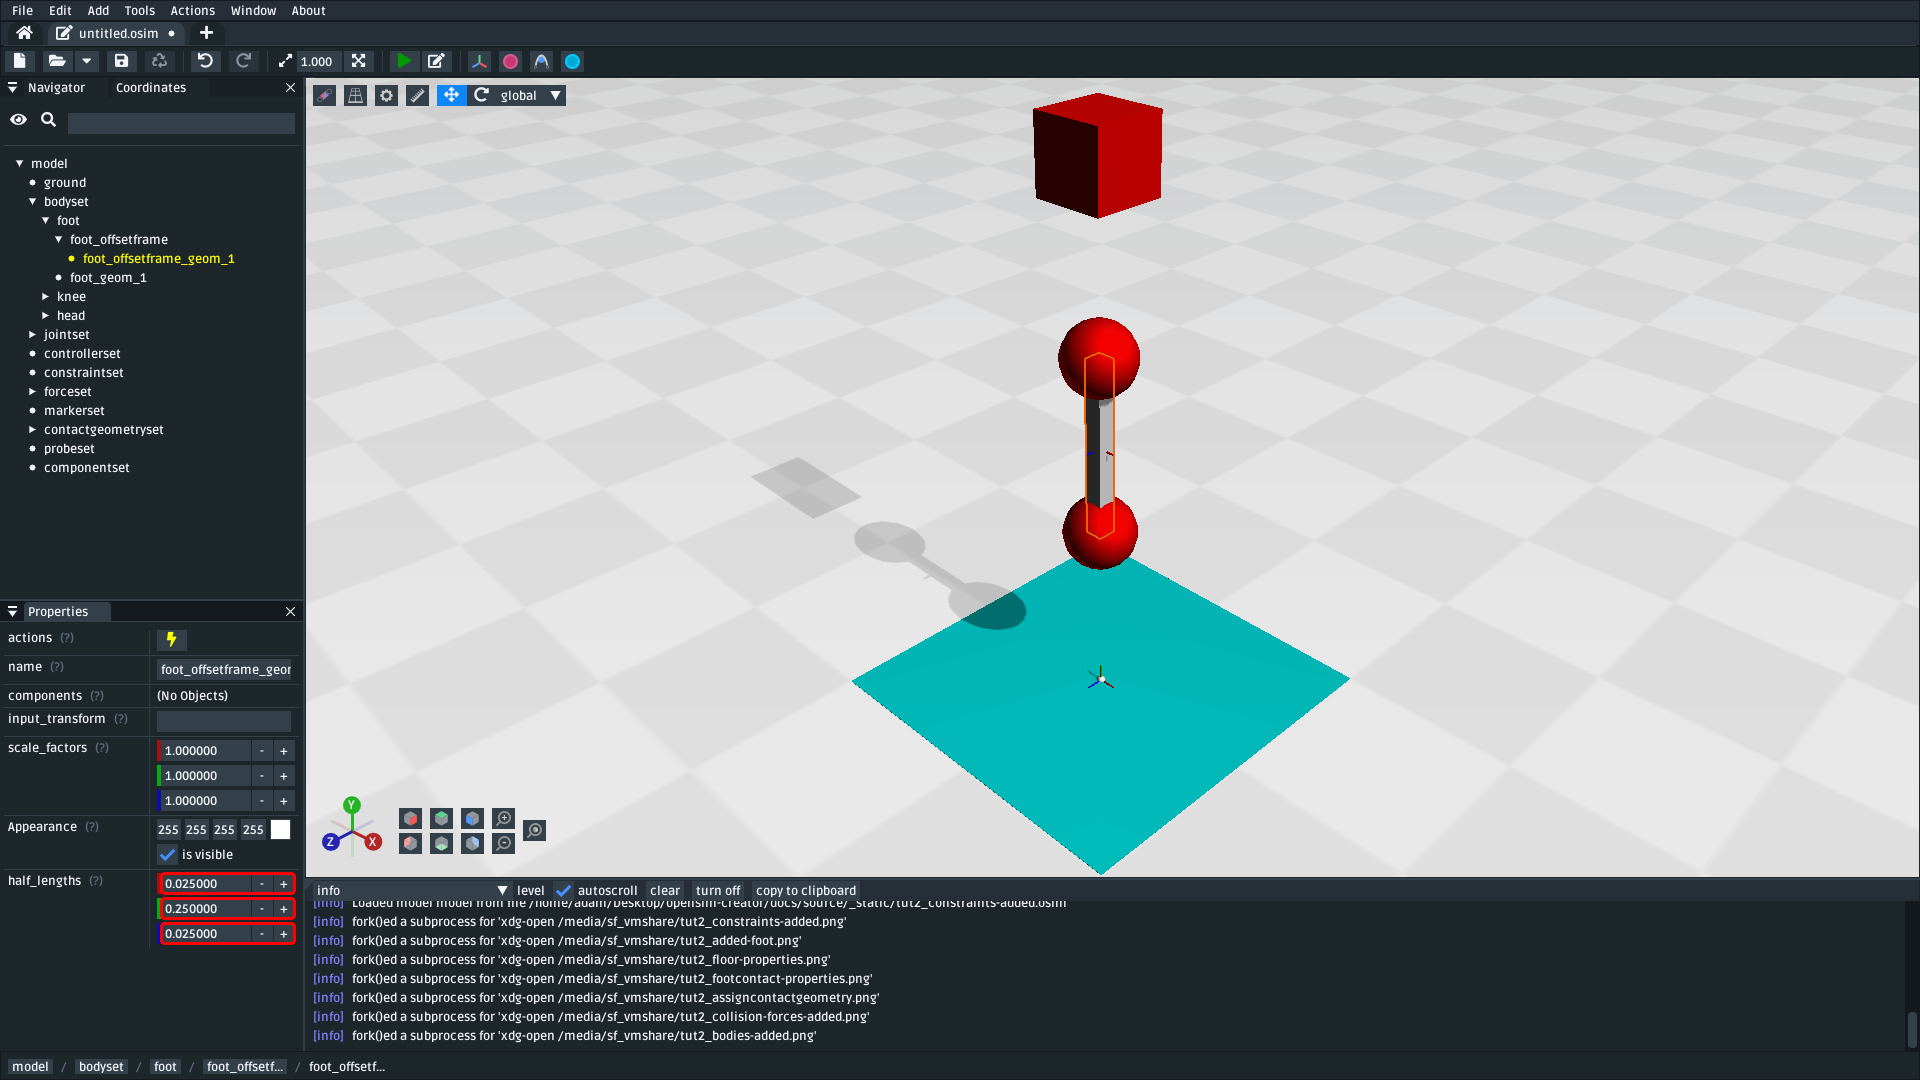 File Edit Add Tools Actions Window About
untitled.osim
1.000
Navigator Coordinates
global
model
ground
bodyset
foot
foot_offsetframe
foot_offsetframe_geom_1
foot_geom_1
knee
head
jointset
controllerset
constraintset
forceset
markerset
contactgeometryset
probeset
componentset
Properties
actions (?)
name (?) foot_offsetframe_geor
components (?) (No Objects)
input_transform (?)
scale_factors (?) 1.000000 - +
1.000000 - +
1.000000 - +
Appearance (?) 255 255 255 255
is visible
half_lengths (?) 0.025000 - +
0.250000 - +
0.025000 - +
Y
Z X
info level autoscroll clear turn off copy to clipboard
[info] Loaded model model from file /home/adam/Desktop/opensim-creator/docs/source/_static/tut2_constraints-added.osim
[info] fork()ed a subprocess for 'xdg-open /media/sf_vmshare/tut2_constraints-added.png'
[info] fork()ed a subprocess for 'xdg-open /media/sf_vmshare/tut2_added-foot.png'
[info] fork()ed a subprocess for 'xdg-open /media/sf_vmshare/tut2_floor-properties.png'
[info] fork()ed a subprocess for 'xdg-open /media/sf_vmshare/tut2_footcontact-properties.png'
[info] fork()ed a subprocess for 'xdg-open /media/sf_vmshare/tut2_assigncontactgeometry.png'
[info] fork()ed a subprocess for 'xdg-open /media/sf_vmshare/tut2_collision-forces-added.png'
[info] fork()ed a subprocess for 'xdg-open /media/sf_vmshare/tut2_bodies-added.png'
model / bodyset / foot / foot_offsetf... / foot_offsetf...